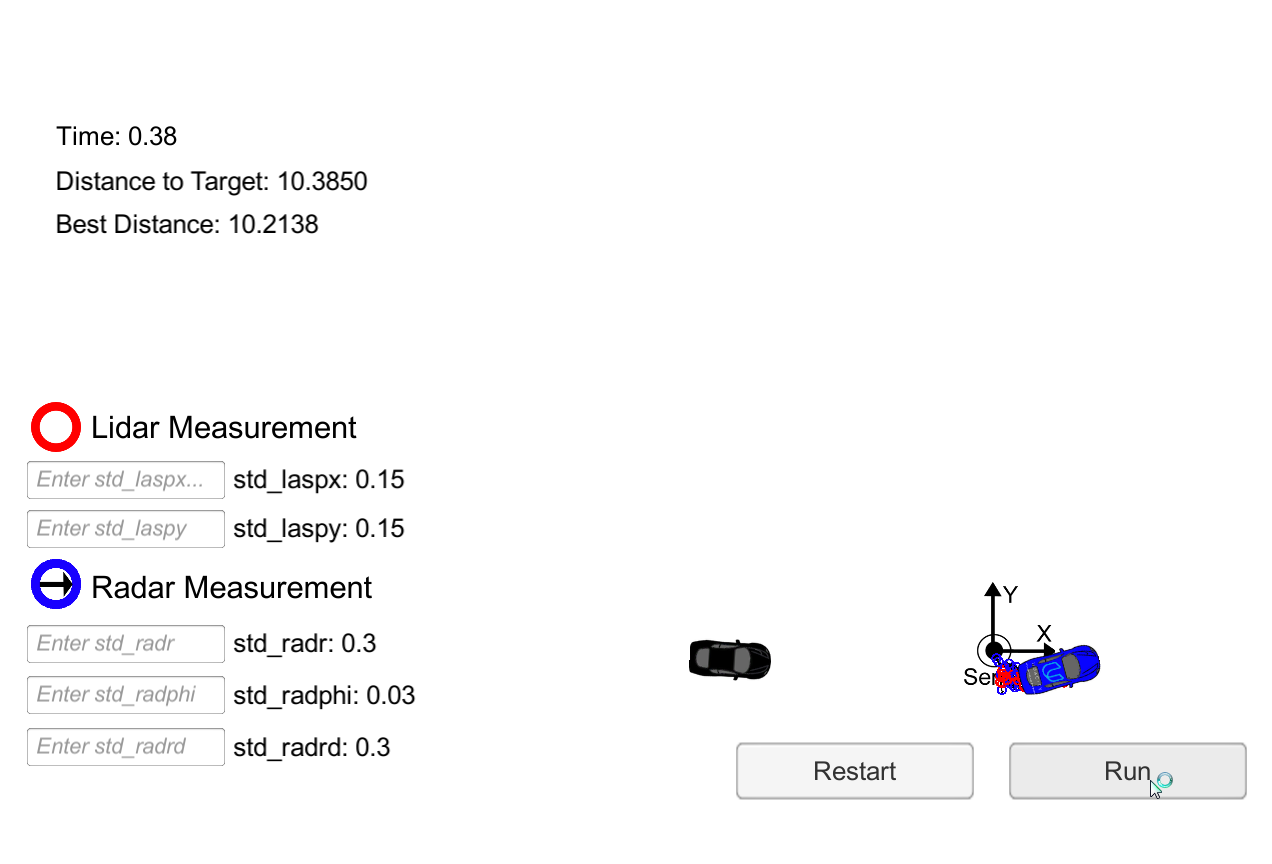 Time: 0.38
Distance to Target: 10.3850
Best Distance: 10.2138
Lidar Measurement
Enter std_laspx... std_laspx: 0.15
Enter std_laspy std_laspy: 0.15
Radar Measurement
Enter std_radr std_radr: 0.3
Enter std_radphi std_radphi: 0.03
Enter std_radrd std_radrd: 0.3
Y
X
Restart Run